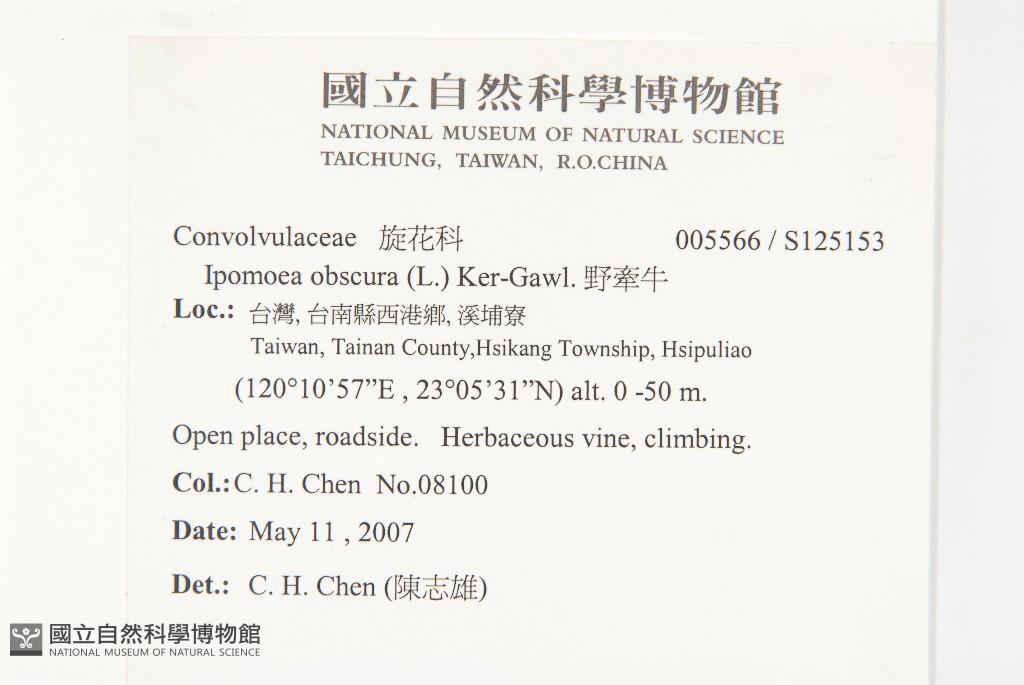 國立自然科學博物館
NATIONAL MUSEUM OF NATURAL SCIENCE
TAICHUNG, TAIWAN, R.O.CHINA
Convolvulaceae 旋花科 005566 / S125153
Ipomoea obscura (L.) Ker-Gawl. 野牽牛
Loc.: 台灣, 台南縣西港鄉, 溪埔寮
Taiwan, Tainan County,Hsikang Township, Hsipuliao
(120°10’57”E , 23°05’31”N) alt. 0 -50 m.
Open place, roadside. Herbaceous vine, climbing.
Col.: C. H. Chen No.08100
Date: May 11 , 2007
Det.: C. H. Chen (陳志雄)
國立自然科學博物館
NATIONAL MUSEUM OF NATURAL SCIENCE